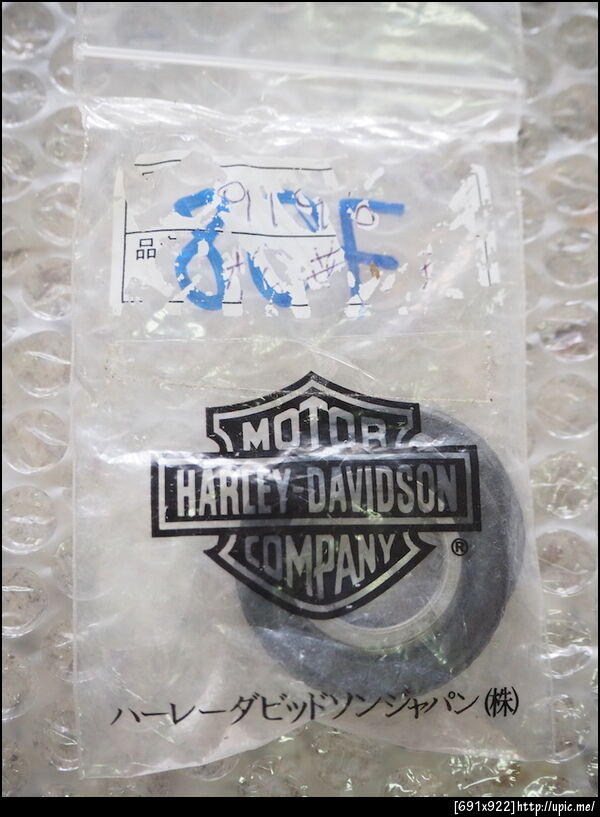 品
MOTOR
HARLEY-DAVIDSON
COMPANY
®
ハーレーダビッドソンジャパン(株)
[691x922]http://upic.me/